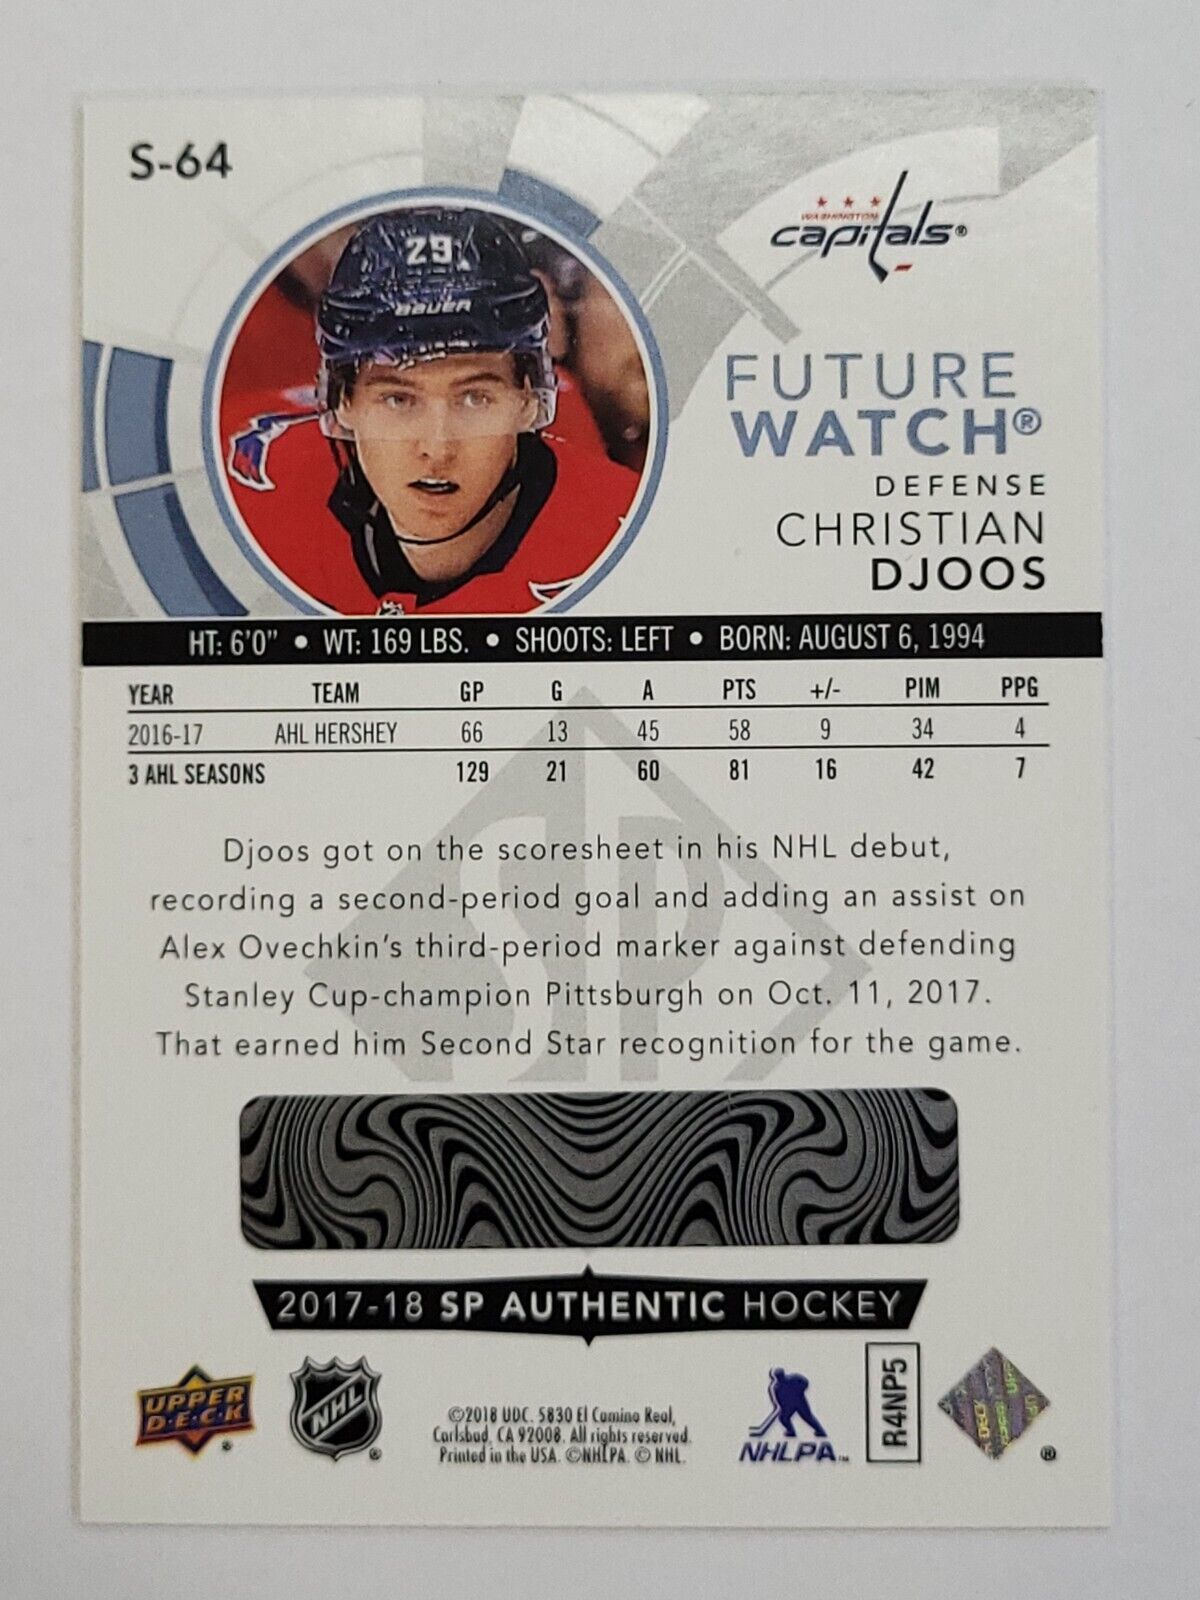 S-64
WASHINGTON
capitals®
29
BAUER
FUTURE
WATCH®
DEFENSE
CHRISTIAN
DJOOS
HT: 6'0" • WT: 169 LBS. • SHOOTS: LEFT • BORN: AUGUST 6, 1994
YEAR TEAM GP G A PTS +/- PIM PPG
2016-17 AHL HERSHEY 66 13 45 58 9 34 4
3 AHL SEASONS 129 21 60 81 16 42 7
Djoos got on the scoresheet in his NHL debut,
recording a second-period goal and adding an assist on
Alex Ovechkin's third-period marker against defending
Stanley Cup-champion Pittsburgh on Oct. 11, 2017.
That earned him Second Star recognition for the game.
SP
2017-18 SP AUTHENTIC HOCKEY
UPPER
D•E•C•K
®
NHL
®
©2018 UDC. 5830 El Camino Real,
Carlsbad, CA 92008. All rights reserved.
Printed in the USA. ©NHLPA. © NHL.
NHLPA™
R4NP5
®